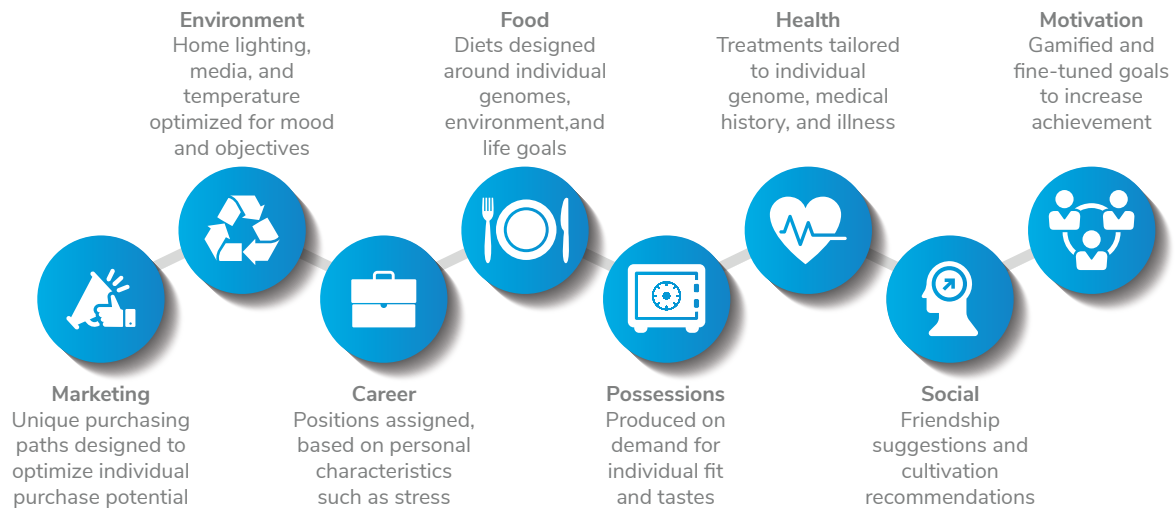 Environment
Home lighting,
media, and
temperature
optimized for mood
and objectives
Food
Diets designed
around individual
genomes,
environment,and
life goals
Health
Treatments tailored
to individual
genome, medical
history, and illness
Motivation
Gamified and
fine-tuned goals
to increase
achievement
Marketing
Unique purchasing
paths designed to
optimize individual
purchase potential
Career
Positions assigned,
based on personal
characteristics
such as stress
Possessions
Produced on
demand for
individual fit
and tastes
Social
Friendship
suggestions and
cultivation
recommendations